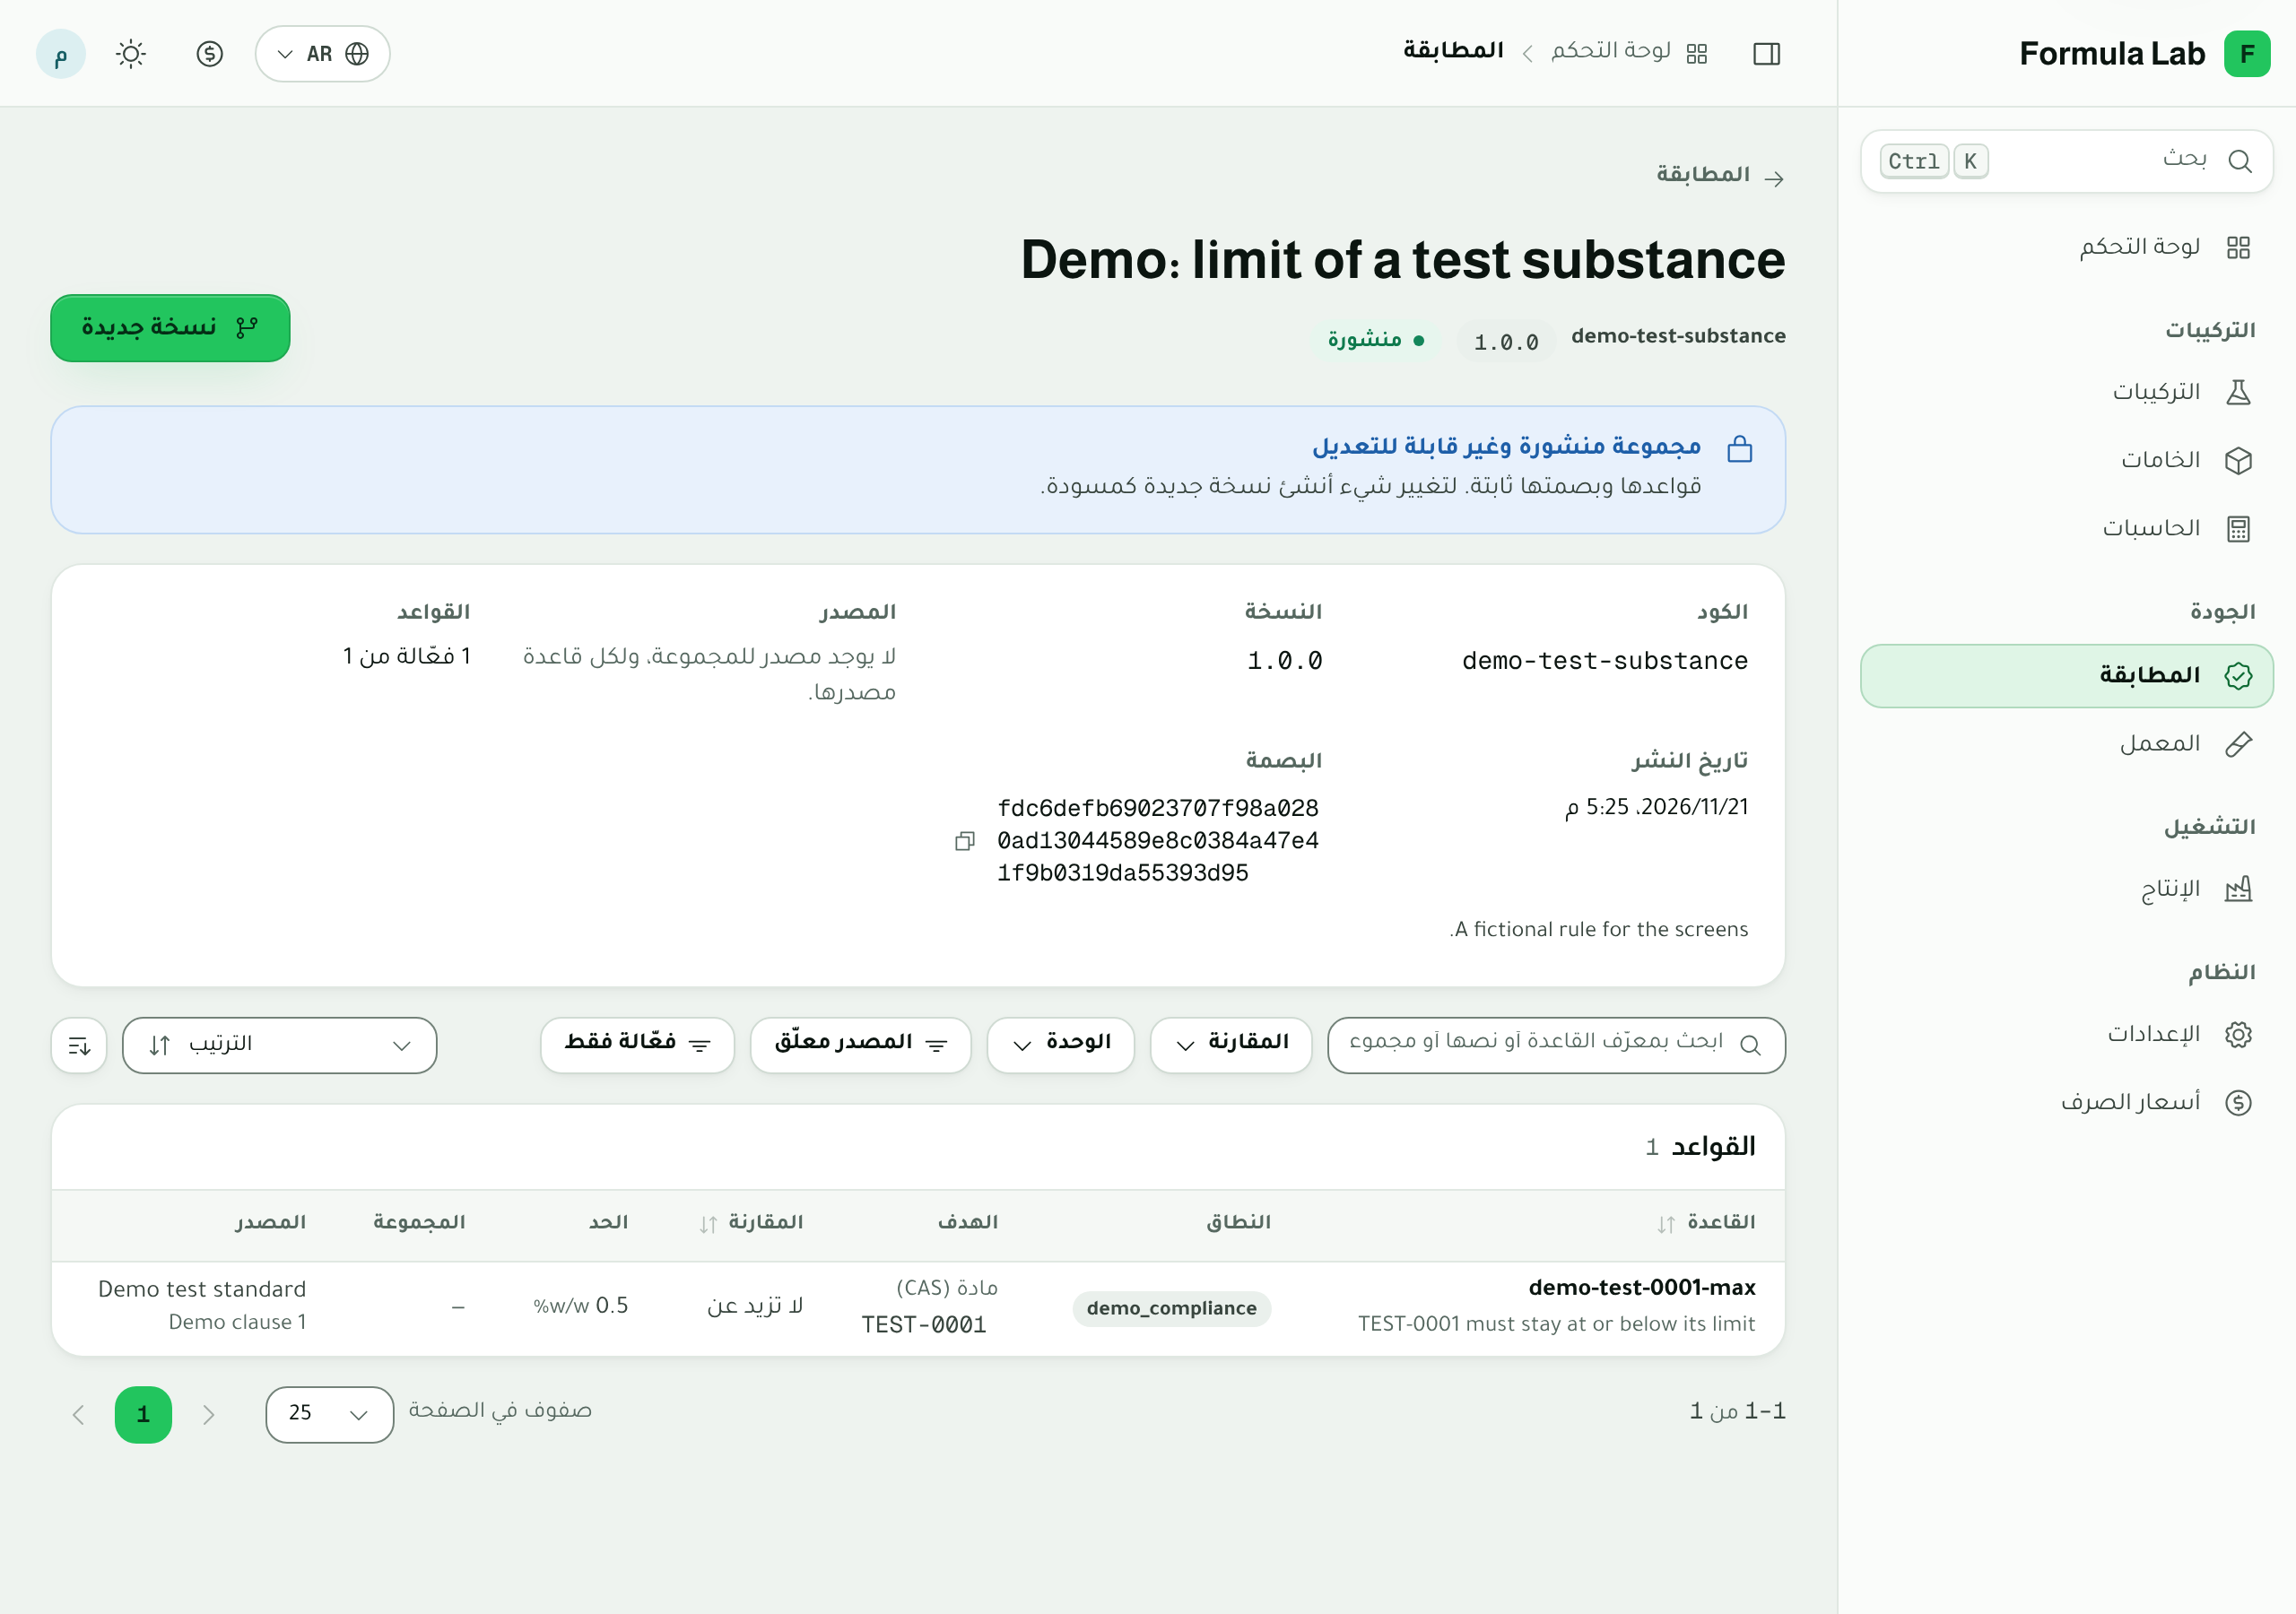 F Formula Lab
بحث Ctrl K
لوحة التحكم
التركيبات
التركيبات
الخامات
الحاسبات
الجودة
المطابقة
المعمل
التشغيل
الإنتاج
النظام
الإعدادات
أسعار الصرف
لوحة التحكم المطابقة
AR
م
المطابقة
Demo: limit of a test substance
demo-test-substance 1.0.0 منشورة
نسخة جديدة
مجموعة منشورة وغير قابلة للتعديل
قواعدها وبصمتها ثابتة. لتغيير شيء أنشئ نسخة جديدة كمسودة.
الكود
demo-test-substance
النسخة
1.0.0
المصدر
لا يوجد مصدر للمجموعة، ولكل قاعدة
مصدرها.
القواعد
1 فعّالة من 1
تاريخ النشر
2026/11/21، 5:25 م
البصمة
fdc6defb69023707f98a028
0ad13044589e8c0384a47e4
1f9b0319da55393d95
A fictional rule for the screens.
ابحث بمعرّف القاعدة أو نصها أو مجموع المقارنة الوحدة المصدر معلّق فعّالة فقط الترتيب
القواعد 1
القاعدة النطاق الهدف المقارنة الحد المجموعة المصدر
demo-test-0001-max
TEST-0001 must stay at or below its limit
demo_compliance
مادة (CAS)
TEST-0001
لا تزيد عن
0.5 %w/w
–
Demo test standard
Demo clause 1
1–1 من 1
صفوف في الصفحة 25
1